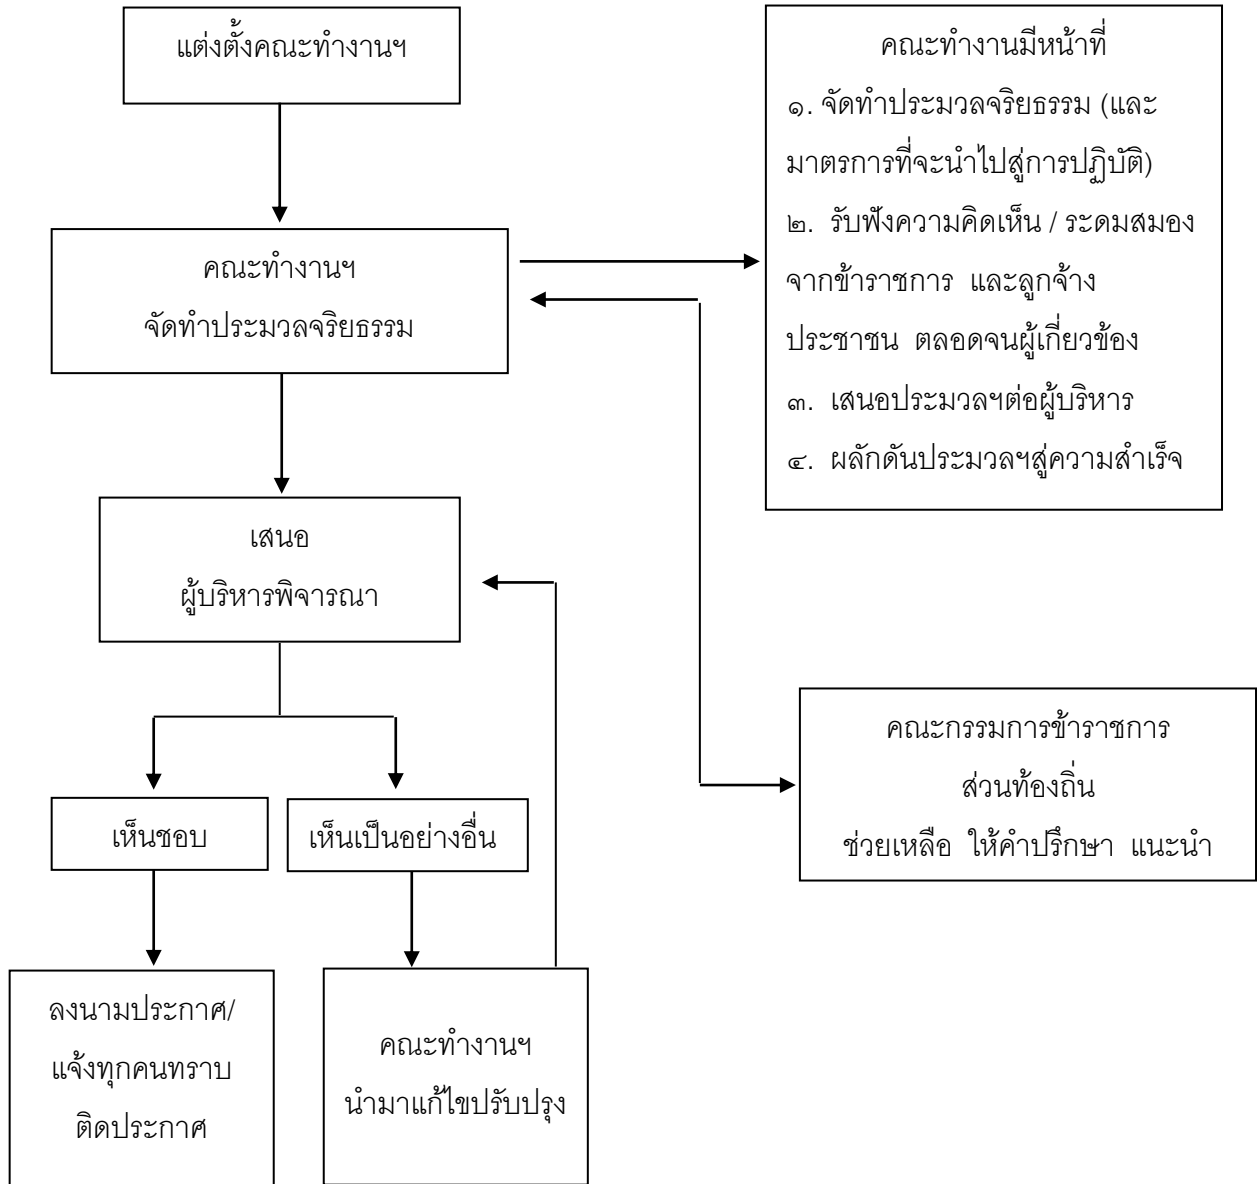 แต่งตั้งคณะทำงานฯ
คณะทำงานมีหน้าที่
๑. จัดทำประมวลจริยธรรม (และ
มาตรการที่จะนำไปสู่การปฏิบัติ)
๒. รับฟังความคิดเห็น / ระดมสมอง
จากข้าราชการ และลูกจ้าง
ประชาชน ตลอดจนผู้เกี่ยวข้อง
๓. เสนอประมวลฯต่อผู้บริหาร
๔. ผลักดันประมวลฯสู่ความสำเร็จ
คณะทำงานฯ
จัดทำประมวลจริยธรรม
เสนอ
ผู้บริหารพิจารณา
คณะกรรมการข้าราชการ
ส่วนท้องถิ่น
ช่วยเหลือ ให้คำปรึกษา แนะนำ
เห็นชอบ
เห็นเป็นอย่างอื่น
ลงนามประกาศ/
แจ้งทุกคนทราบ
ติดประกาศ
คณะทำงานฯ
นำมาแก้ไขปรับปรุง